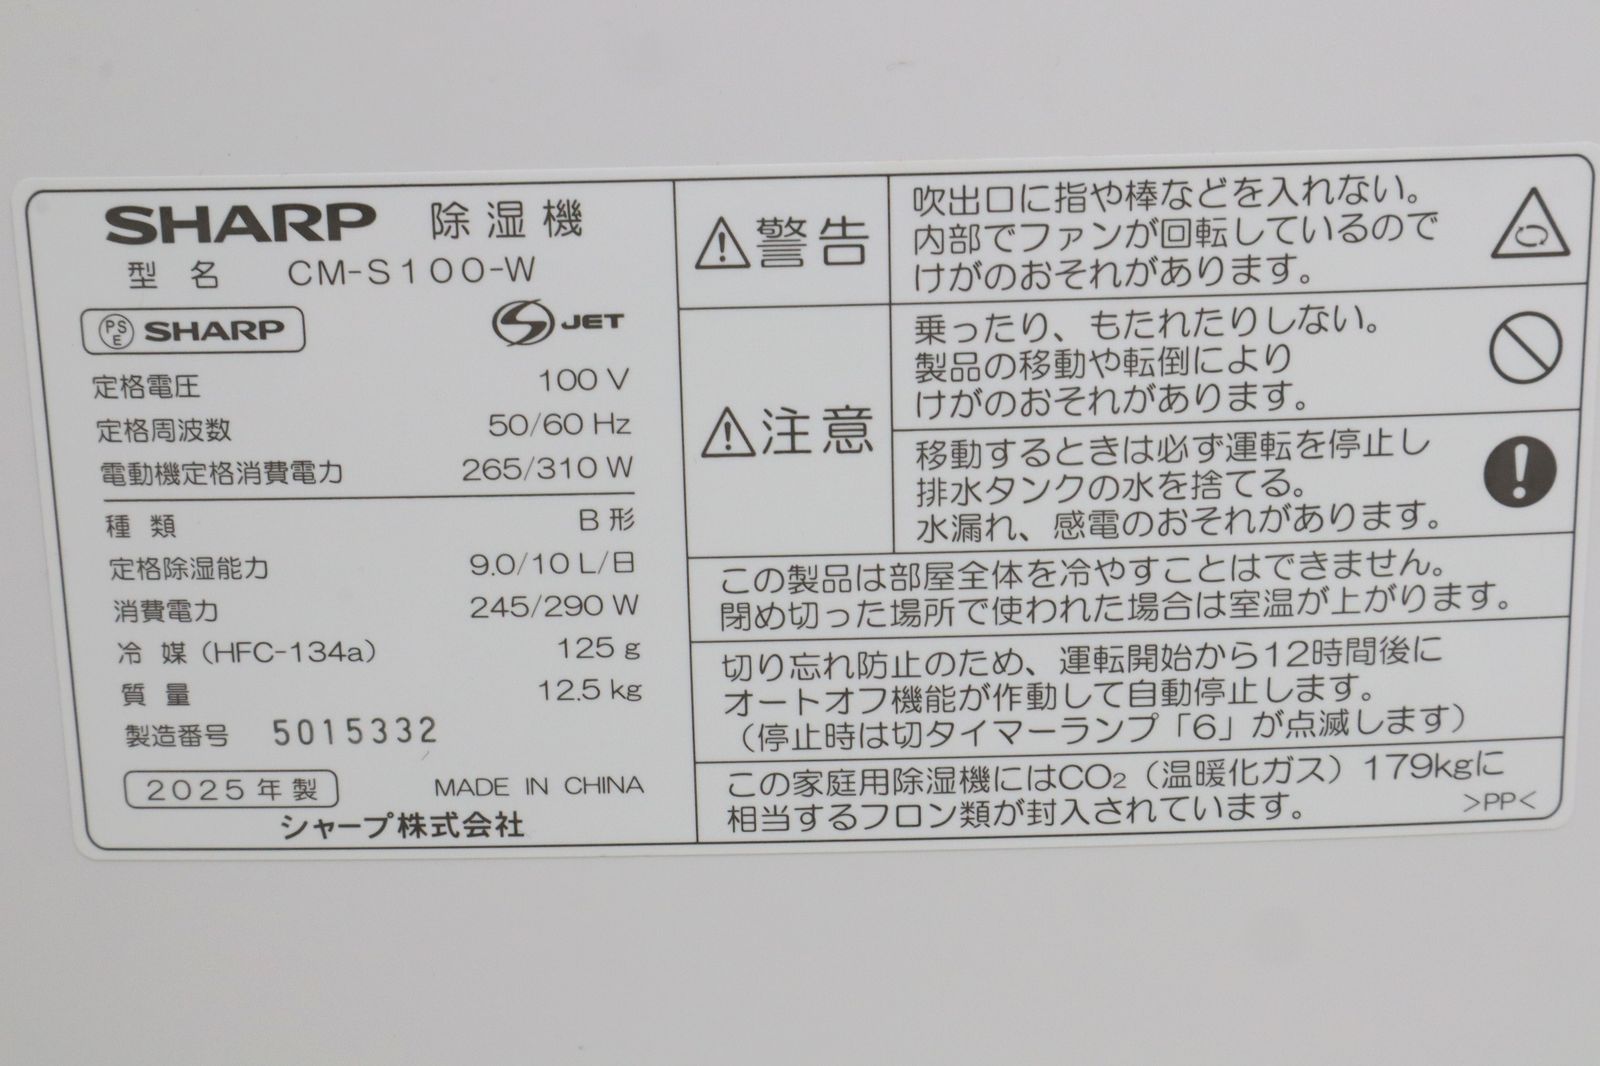 SHARP 除湿機
型名 CM-S100-W
PS E SHARP
S JET
定格電圧 100 V
定格周波数 50/60 Hz
電動機定格消費電力 265/310 W
種類 B形
定格除湿能力 9.0/10 L/日
消費電力 245/290 W
冷媒(HFC-134a) 125 g
質量 12.5 kg
製造番号 5015332
2025年製 MADE IN CHINA
シャープ株式会社
警告
吹出口に指や棒などを入れない。
内部でファンが回転しているので
けがのおそれがあります。
注意
乗ったり、もたれたりしない。
製品の移動や転倒により
けがのおそれがあります。
移動するときは必ず運転を停止し
排水タンクの水を捨てる。
水漏れ、感電のおそれがあります。
この製品は部屋全体を冷やすことはできません。
閉め切った場所で使われた場合は室温が上がります。
切り忘れ防止のため、運転開始から12時間後に
オートオフ機能が作動して自動停止します。
(停止時は切タイマーランプ「6」が点滅します)
この家庭用除湿機にはCO2(温暖化ガス)179kgに
相当するフロン類が封入されています。
>PP<